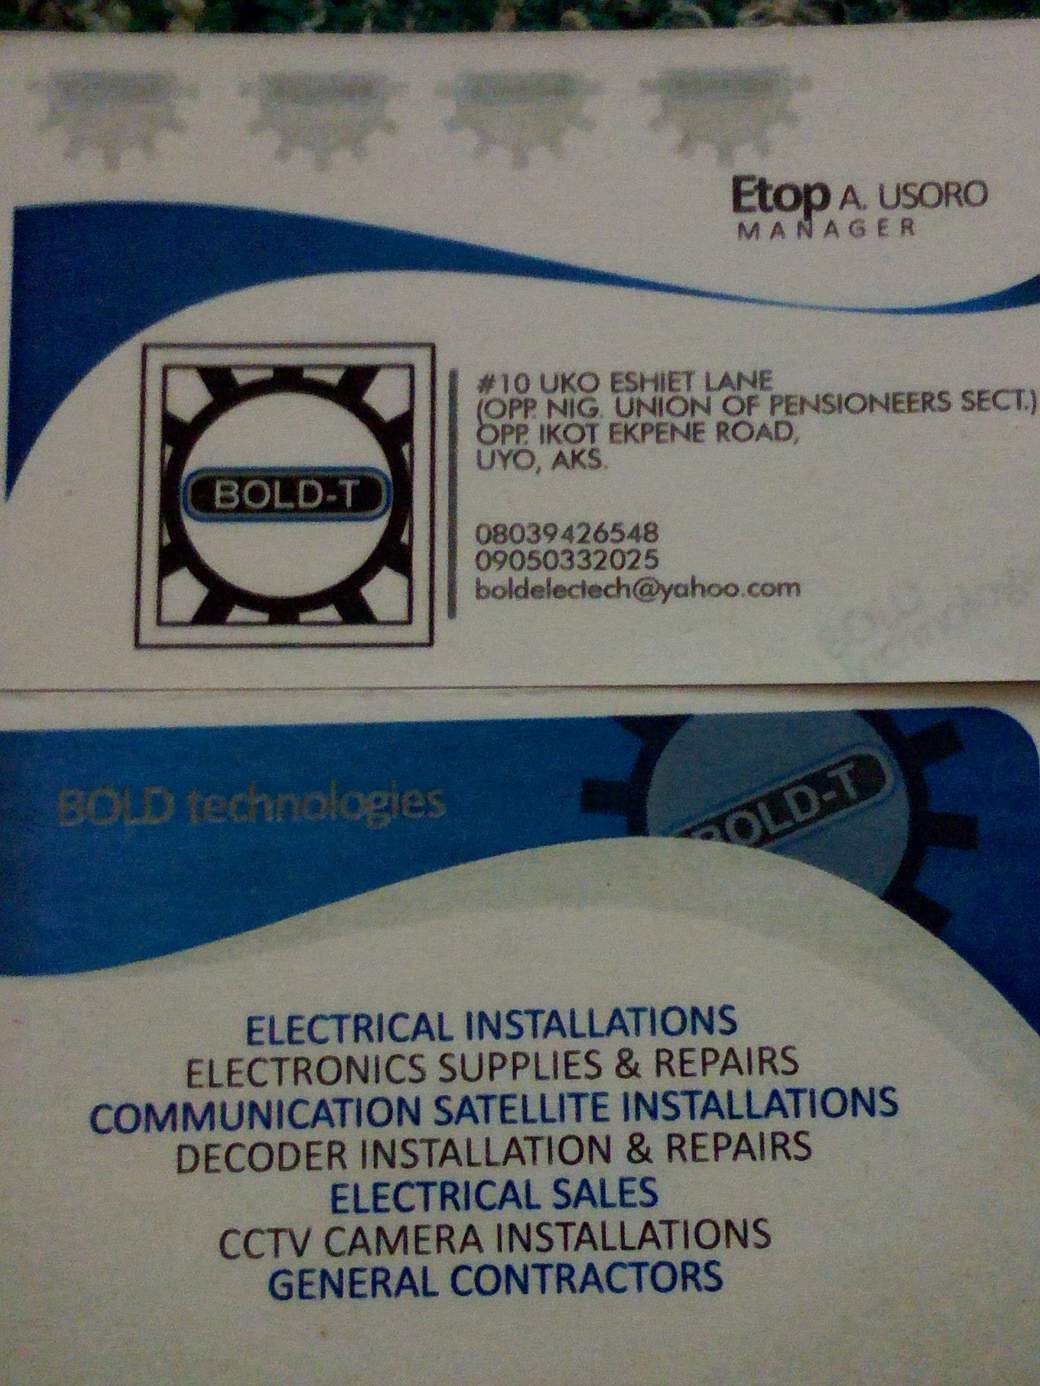 Etop A. USORO
MANAGER
BOLD-T
#10 UKO ESHIET LANE
(OPP. NIG. UNION OF PENSIONEERS SECT.)
OPP. IKOT EKPENE ROAD,
UYO, AKS.
08039426548
09050332025
boldelectech@yahoo.com
BOLD
BOLD technologies
BOLD-T
ELECTRICAL INSTALLATIONS
ELECTRONICS SUPPLIES & REPAIRS
COMMUNICATION SATELLITE INSTALLATIONS
DECODER INSTALLATION & REPAIRS
ELECTRICAL SALES
CCTV CAMERA INSTALLATIONS
GENERAL CONTRACTORS